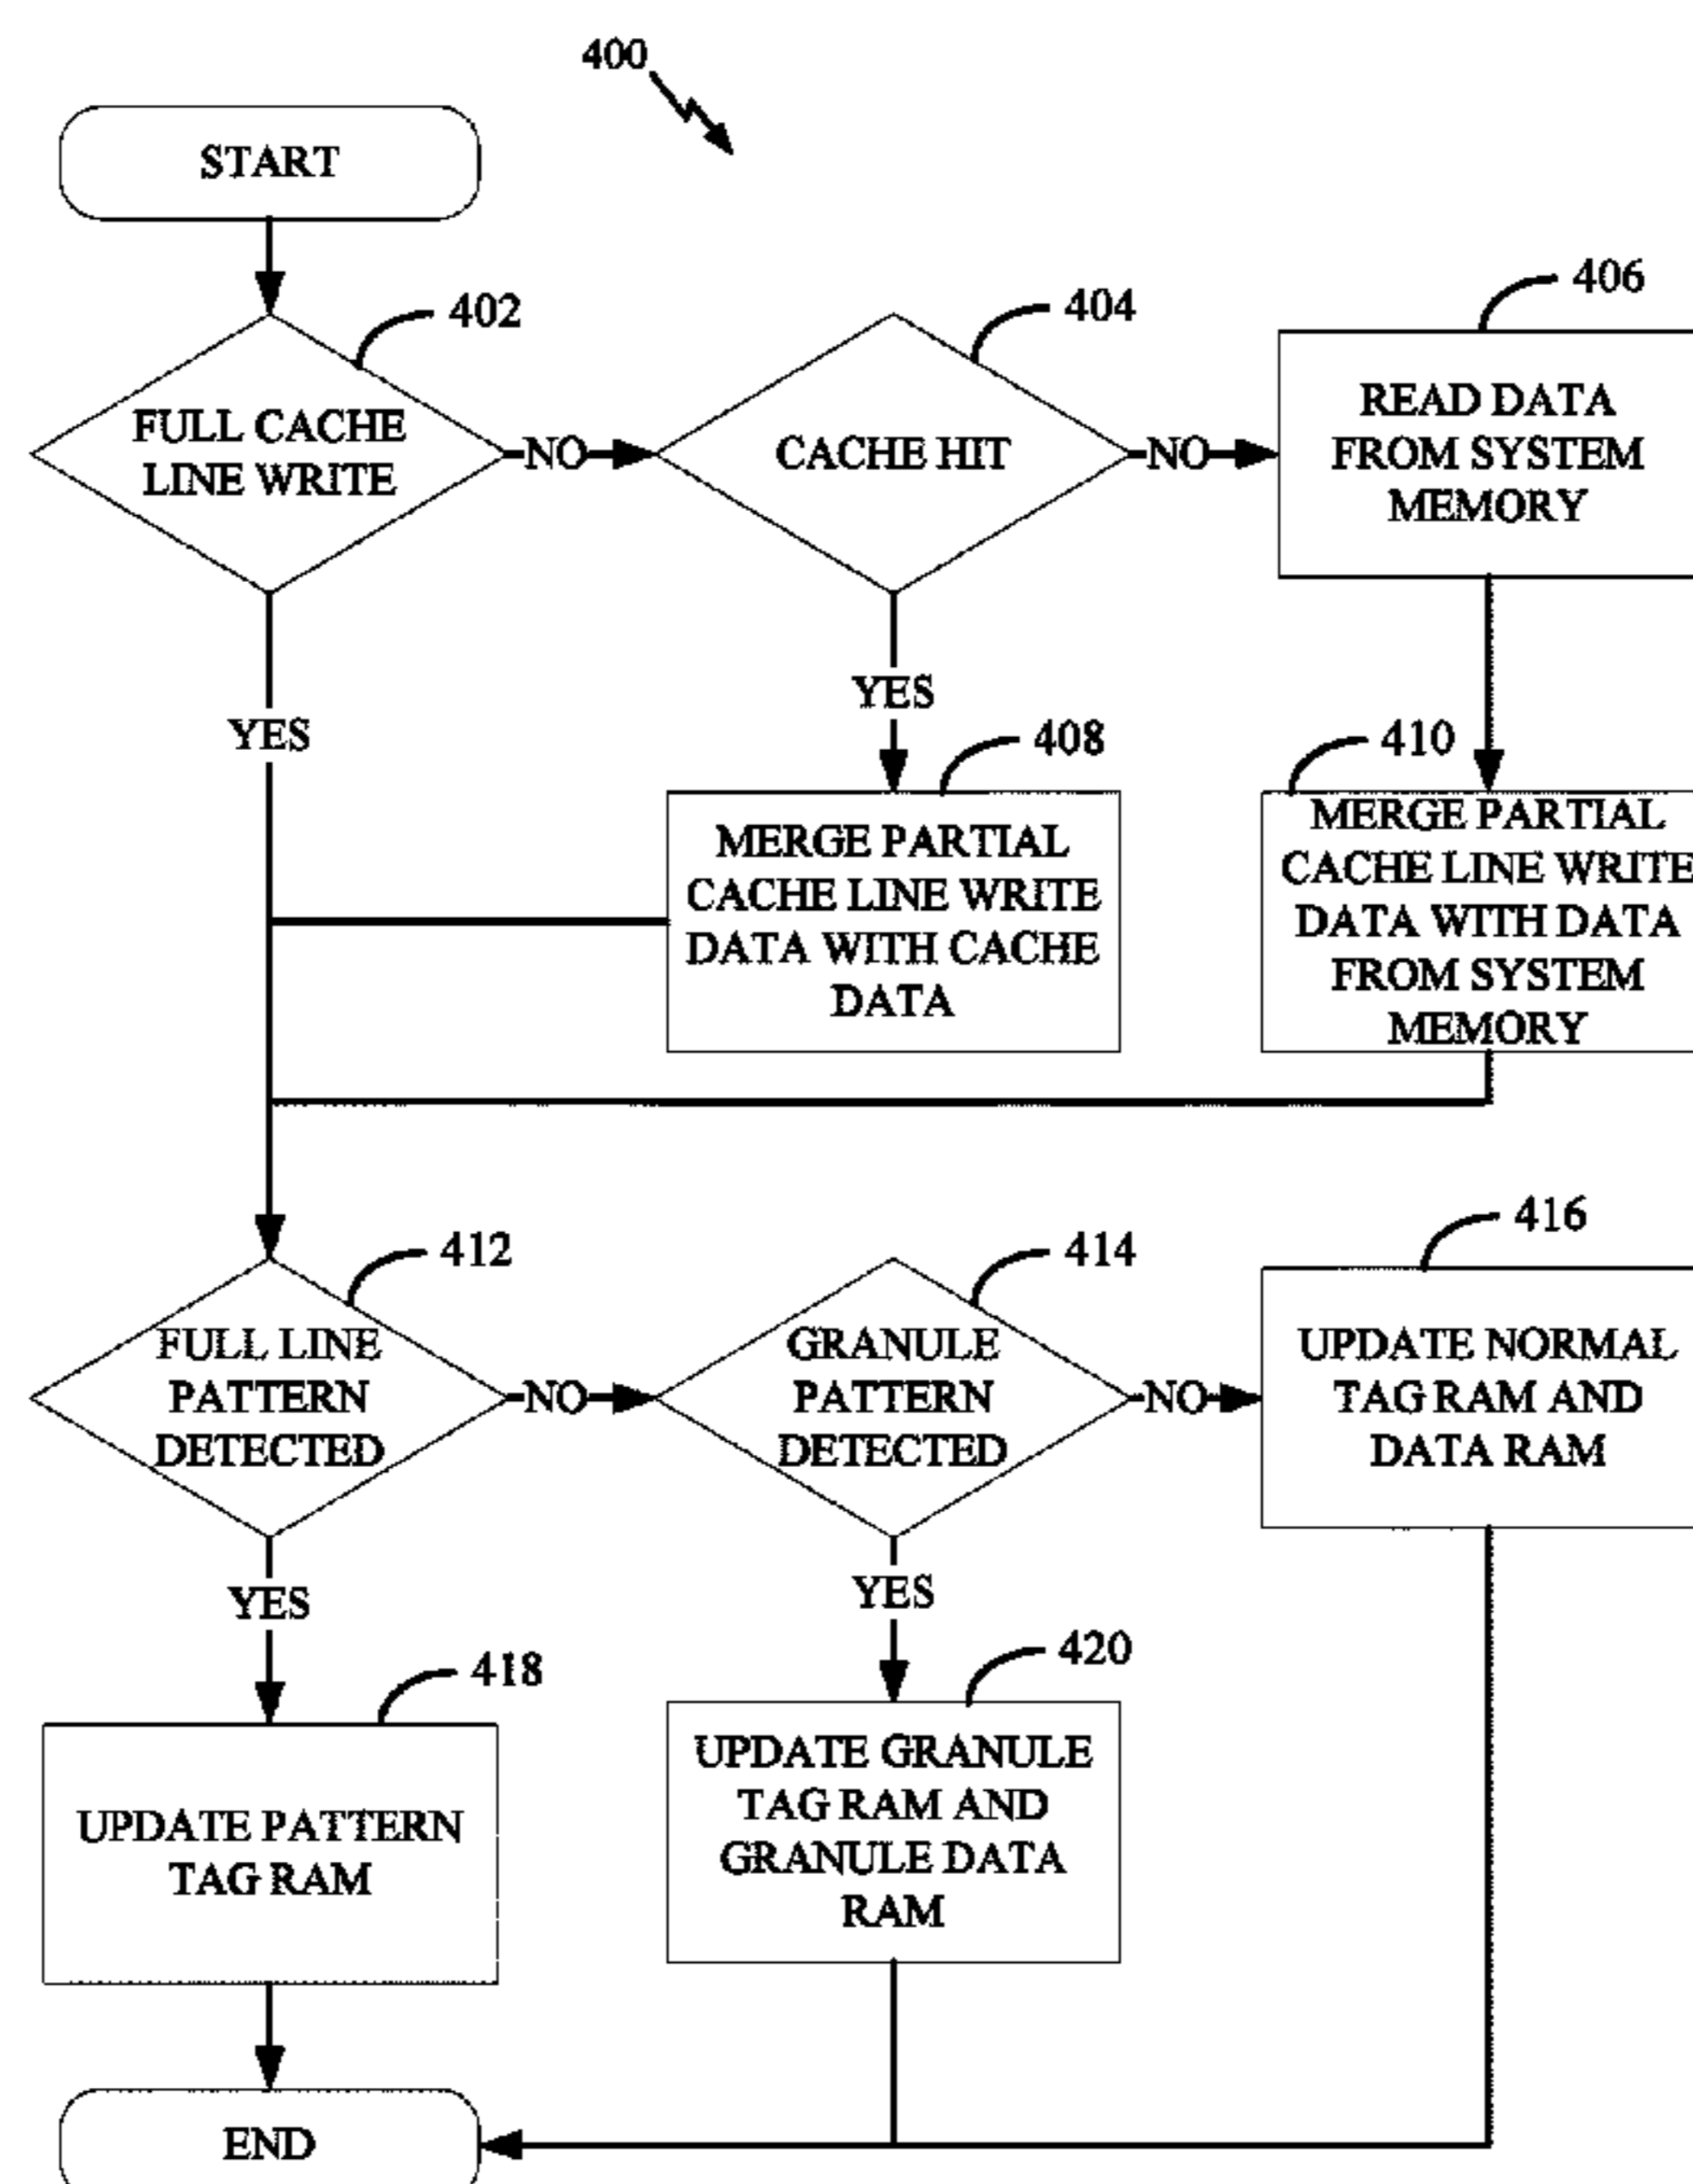 400
START
402
FULL CACHE
LINE WRITE
NO
404
CACHE HIT
NO
406
READ DATA
FROM SYSTEM
MEMORY
YES
YES
408
MERGE PARTIAL
CACHE LINE WRITE
DATA WITH CACHE
DATA
410
MERGE PARTIAL
CACHE LINE WRITE
DATA WITH DATA
FROM SYSTEM
MEMORY
412
FULL LINE
PATTERN
DETECTED
NO
414
GRANULE
PATTERN
DETECTED
NO
416
UPDATE NORMAL
TAG RAM AND
DATA RAM
YES
YES
418
UPDATE PATTERN
TAG RAM
420
UPDATE GRANULE
TAG RAM AND
GRANULE DATA
RAM
END